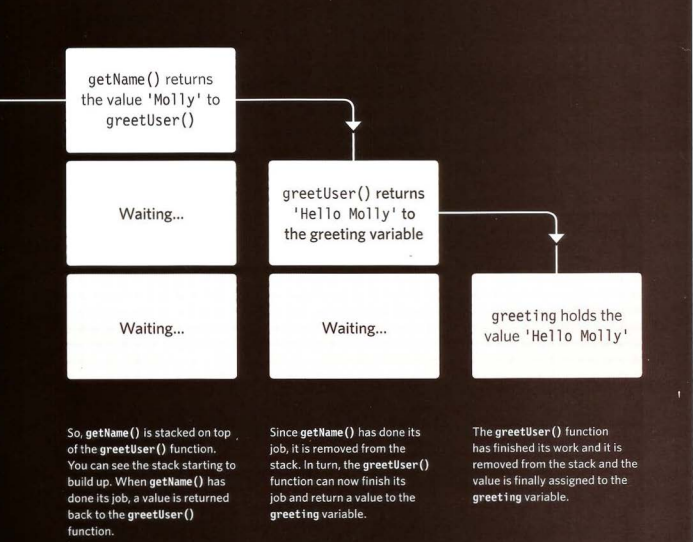 getName() returns
the value 'Molly' to
greetUser()
Waiting...
Waiting...
greetUser() returns
'Hello Molly' to
the greeting variable
Waiting...
greeting holds the
value 'Hello Molly'
So, getName() is stacked on top
of the greetUser() function.
You can see the stack starting to
build up. When getName() has
done its job, a value is returned
back to the greetUser()
function.
Since getName() has done its
job, it is removed from the
stack. In turn, the greetUser()
function can now finish its
job and return a value to the
greeting variable.
The greetUser() function
has finished its work and it is
removed from the stack and the
value is finally assigned to the
greeting variable.